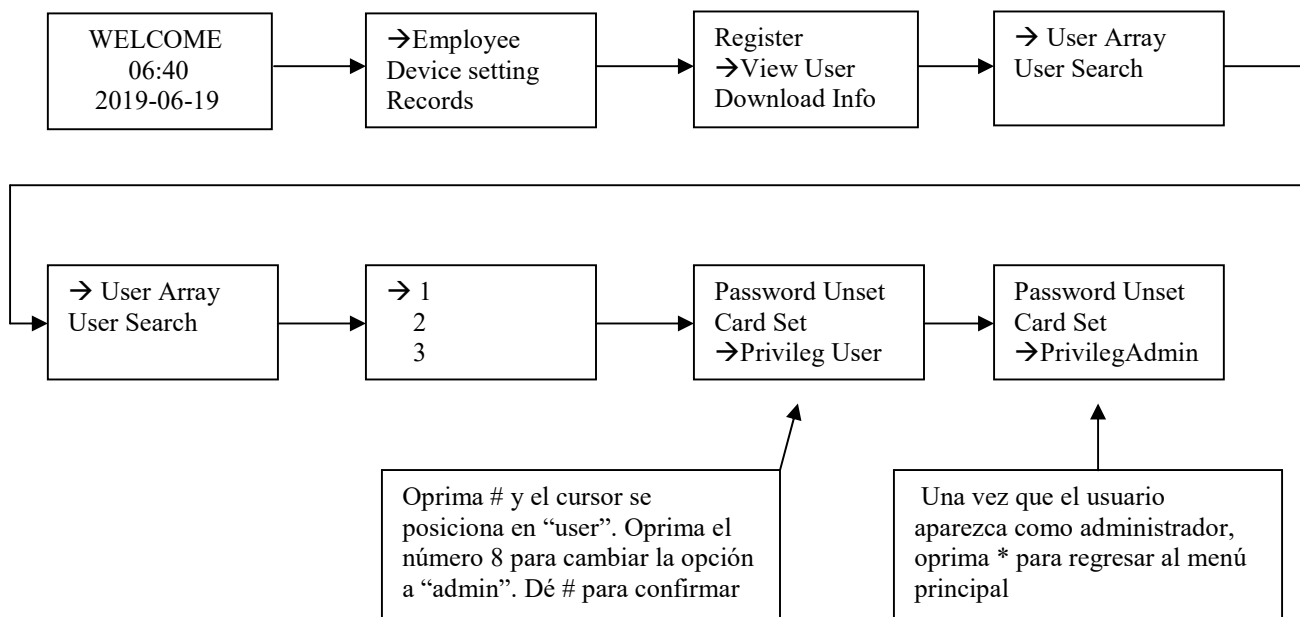 WELCOME
06:40
2019-06-19
→Employee
Device setting
Records
Register
→View User
Download Info
→ User Array
User Search
→ User Array
User Search
→ 1
2
3
Password Unset
Card Set
→Privileg User
Password Unset
Card Set
→PrivilegAdmin
Oprima # y el cursor se
posiciona en “user”. Oprima el
número 8 para cambiar la opción
a “admin”. Dé # para confirmar
Una vez que el usuario
aparezca como administrador,
oprima * para regresar al menú
principal